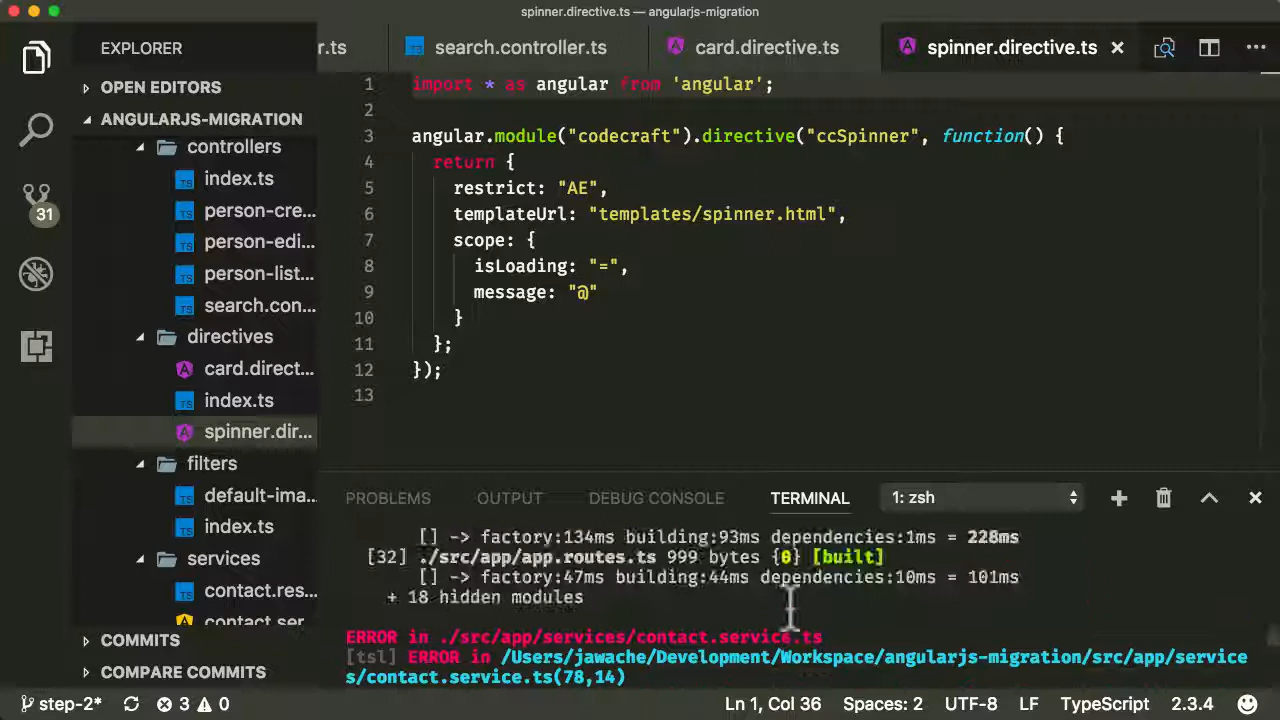 spinner.directive.ts — angularjs-migration
EXPLORER
r.ts
search.controller.ts
card.directive.ts
spinner.directive.ts
OPEN EDITORS
ANGULARJS-MIGRATION
controllers
index.ts
person-cre...
person-edi...
person-list...
search.con...
directives
card.direct...
index.ts
spinner.dir...
filters
default-ima...
index.ts
services
contact.res...
contact.ser
COMMITS
COMPARE COMMITS
31
1 import * as angular from 'angular';
2
3 angular.module("codecraft").directive("ccSpinner", function() {
4 return {
5 restrict: "AE",
6 templateUrl: "templates/spinner.html",
7 scope: {
8 isLoading: "=",
9 message: "@"
10 }
11 };
12 });
13
PROBLEMS OUTPUT DEBUG CONSOLE TERMINAL 1: zsh
[] -> factory:134ms building:93ms dependencies:1ms = 228ms
[32] ./src/app/app.routes.ts 999 bytes {0} [built]
[] -> factory:47ms building:44ms dependencies:10ms = 101ms
+ 18 hidden modules
ERROR in ./src/app/services/contact.service.ts
[tsl] ERROR in /Users/jawache/Development/Workspace/angularjs-migration/src/app/service
s/contact.service.ts(78,14)
step-2* 3 0 Ln 1, Col 36 Spaces: 2 UTF-8 LF TypeScript 2.3.4